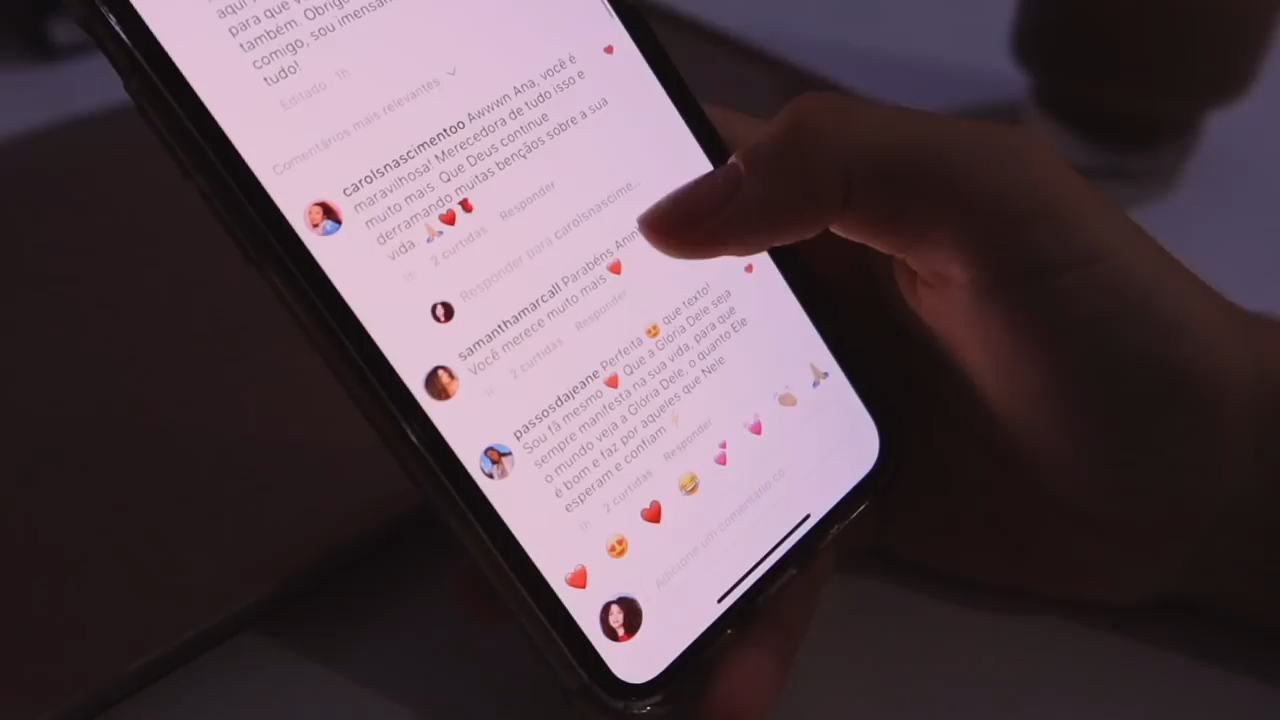 aqui
para que v
também. Obrig
comigo, sou imensan
tudo!
Editado 1h
Comentários mais relevantes
carolsnascimentoo Awwwn Ana, você é
maravilhosa! Merecedora de tudo isso e
muito mais. Que Deus continue
derramando muitas bençãos sobre a sua
vida. 🙏🏼❤️🌹
2 curtidas Responder
Responder para carolsnascime...
samanthamarcall Parabéns Anin
Você merece muito mais ❤️
1h 2 curtidas Responder
passosdajeane Perfeita 😍 que texto!
Sou fã mesmo ❤️ Que a Glória Dele seja
sempre manifesta na sua vida, para que
o mundo veja a Glória Dele, o quanto Ele
é bom e faz por aqueles que Nele
esperam e confiam ⚡
1h 2 curtidas Responder
❤️ 😍 ❤️ 😂 💕 💕 👏🏼 🙏🏼
Adicione um comentário co